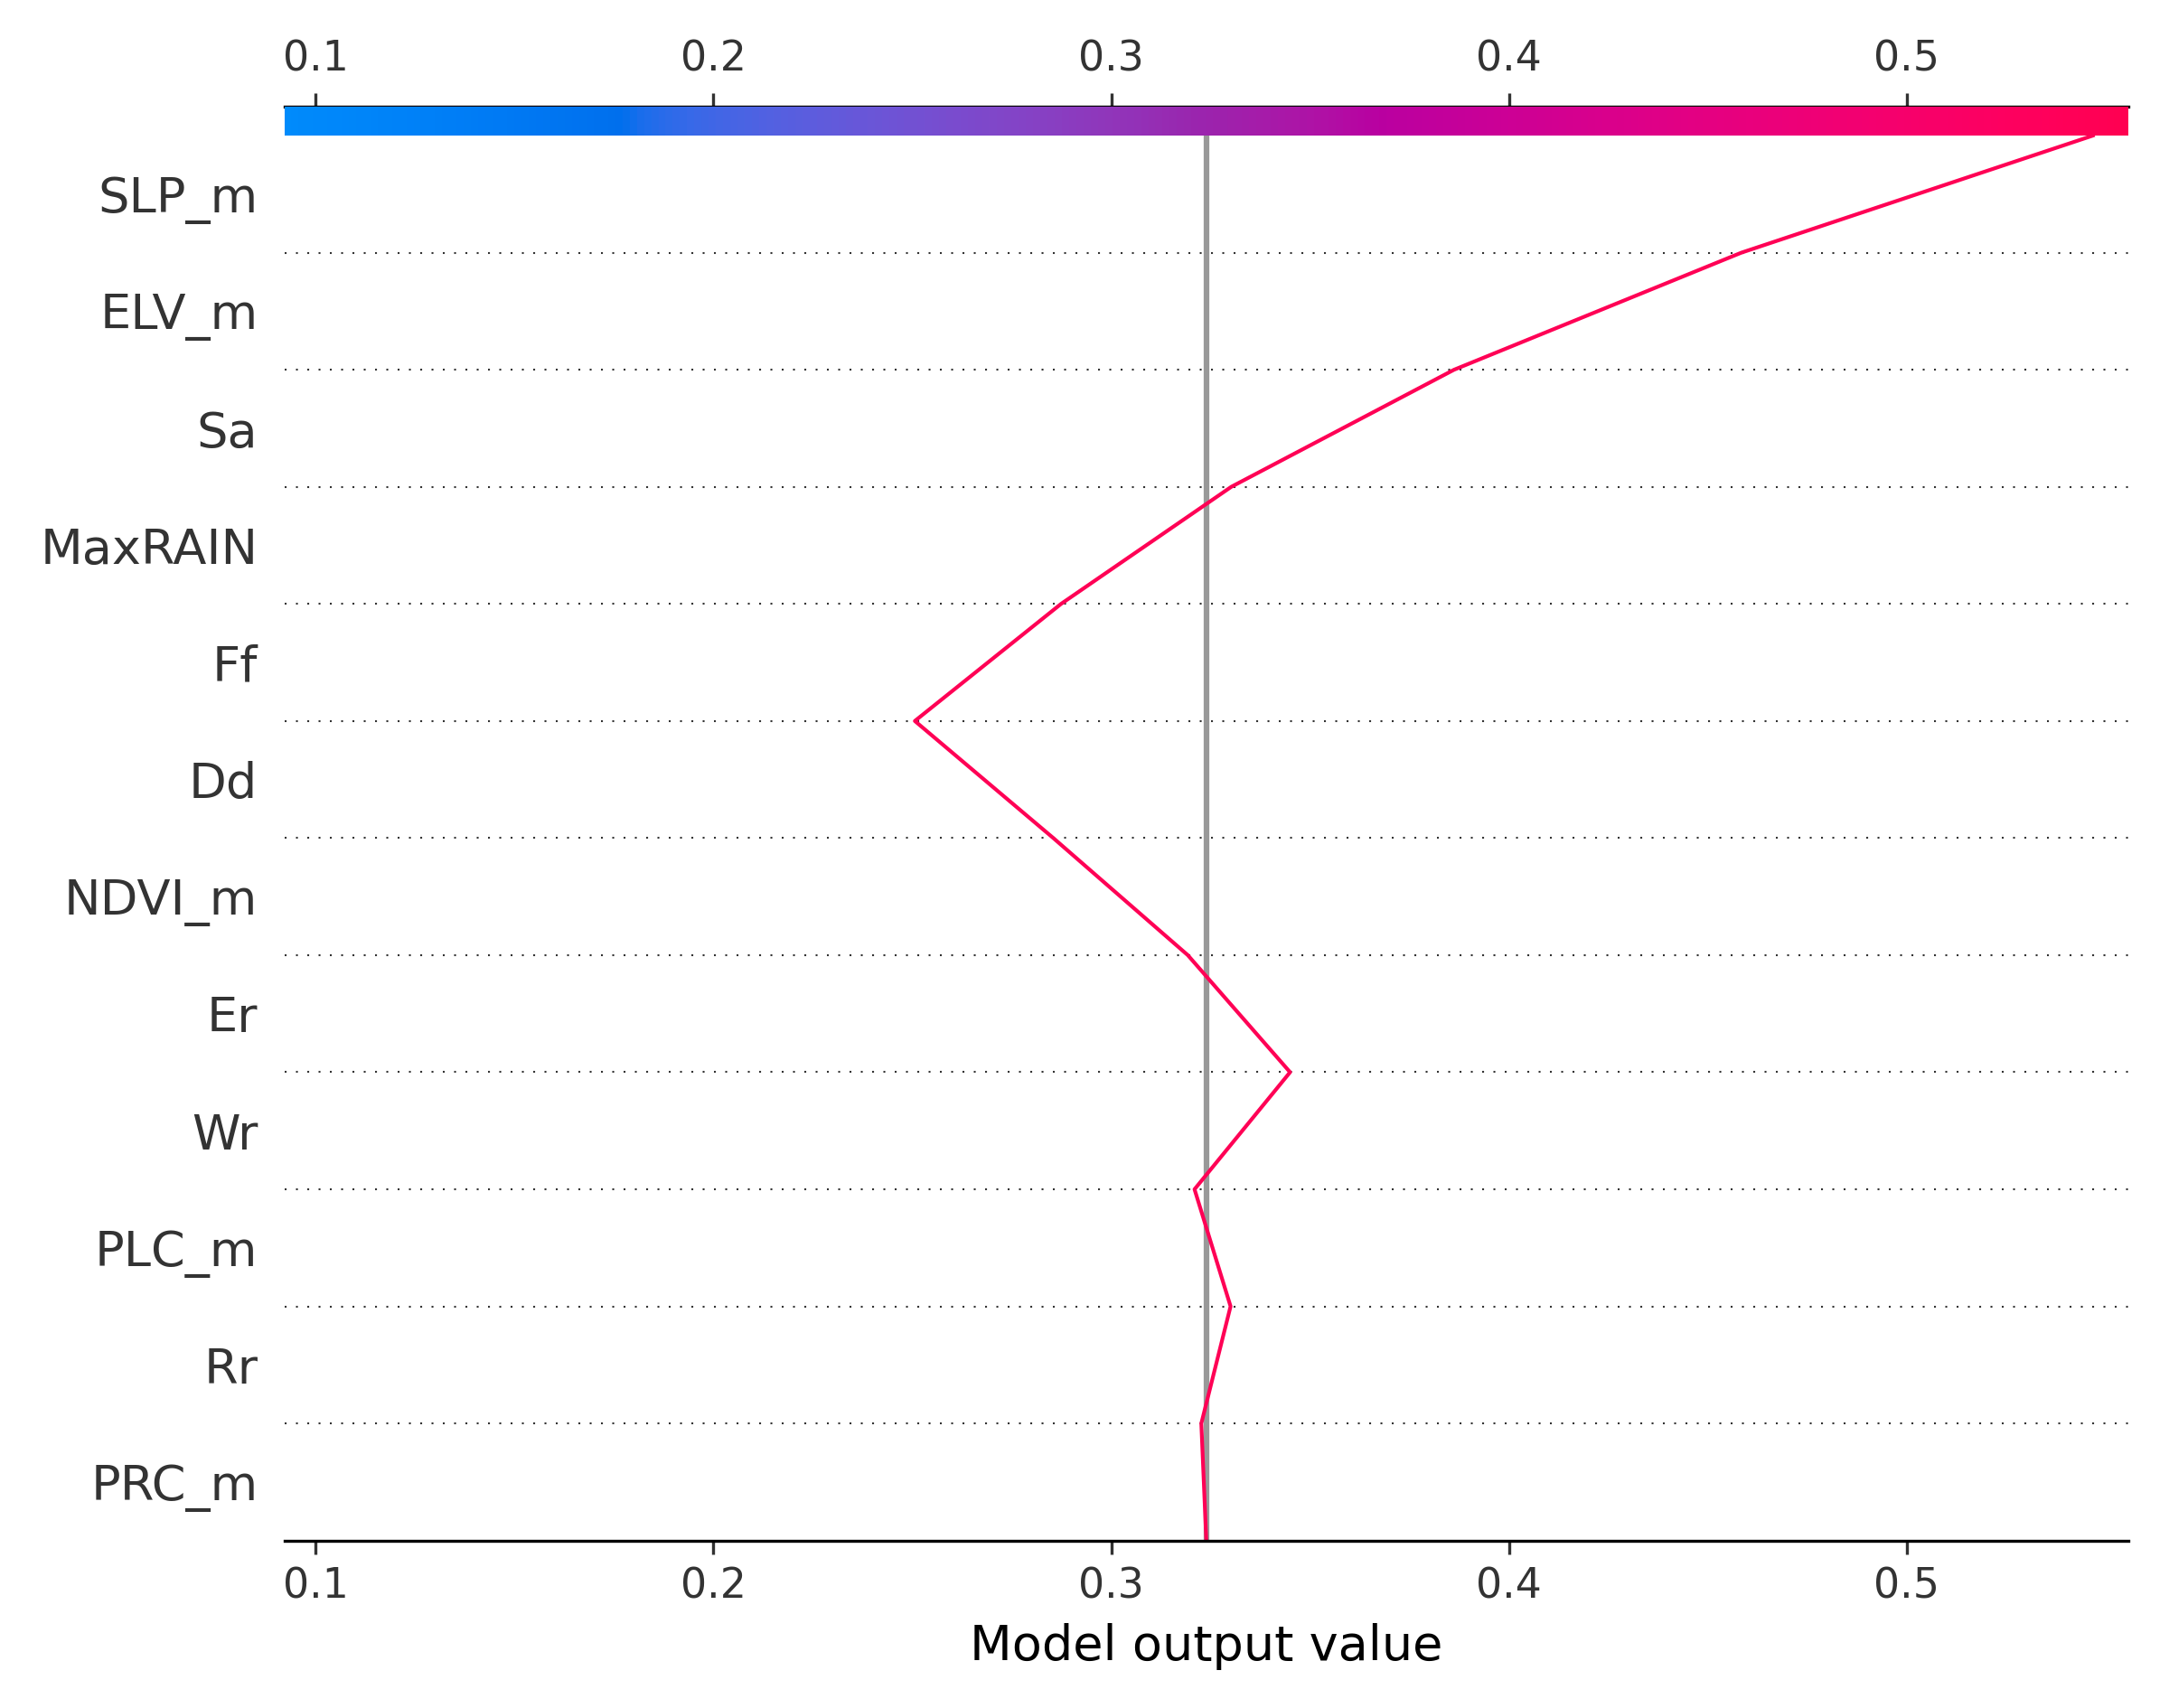 0.1 0.2 0.3 0.4 0.5
SLP_m
ELV_m
Sa
MaxRAIN
Ff
Dd
NDVI_m
Er
Wr
PLC_m
Rr
PRC_m
0.1 0.2 0.3 0.4 0.5
Model output value